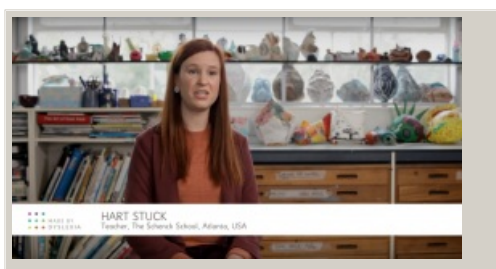 HART STUCK
Teacher, The Schenck School, Atlanta, USA
MADE BY
DYSLEXIA